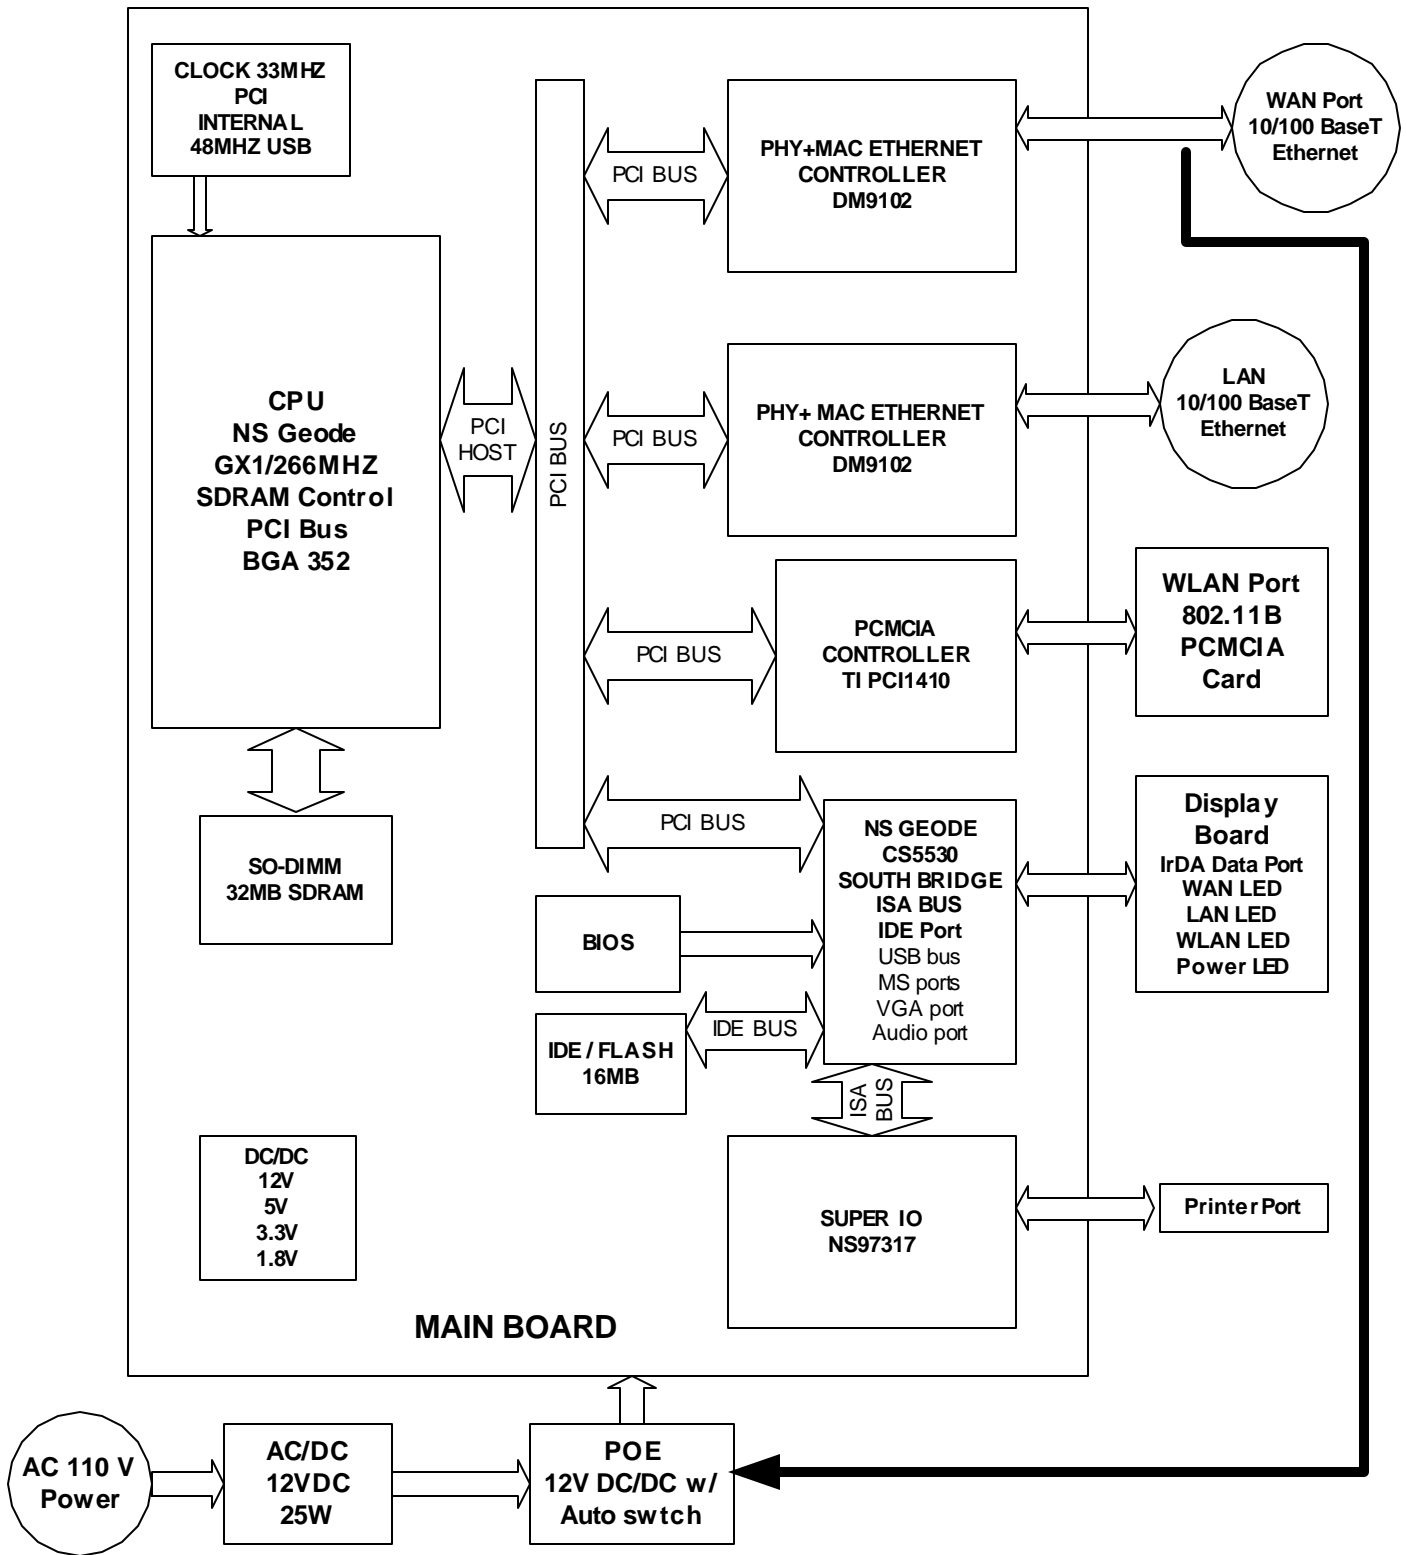 CLOCK 33MHZ
PCI
INTERNAL
48MHZ USB
CPU
NS Geode
GX1/266MHZ
SDRAM Control
PCI Bus
BGA 352
PCI
HOST
PCI BUS
PCI BUS
PHY+MAC ETHERNET
CONTROLLER
DM9102
WAN Port
10/100 BaseT
Ethernet
PCI BUS
PHY+ MAC ETHERNET
CONTROLLER
DM9102
LAN
10/100 BaseT
Ethernet
PCI BUS
PCMCIA
CONTROLLER
TI PCI1410
WLAN Port
802.11B
PCMCIA
Card
SO-DIMM
32MB SDRAM
PCI BUS
NS GEODE
CS5530
SOUTH BRIDGE
ISA BUS
IDE Port
USB bus
MS ports
VGA port
Audio port
Display
Board
IrDA Data Port
WAN LED
LAN LED
WLAN LED
Power LED
BIOS
IDE / FLASH
16MB
IDE BUS
ISA
BUS
DC/DC
12V
5V
3.3V
1.8V
SUPER IO
NS97317
Printer Port
MAIN BOARD
AC 110 V
Power
AC/DC
12VDC
25W
POE
12V DC/DC w/
Auto swtch